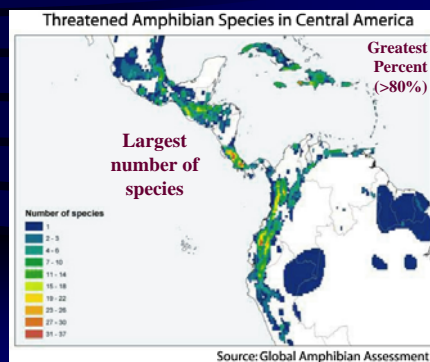 Threatened Amphibian Species in Central America
Greatest
Percent
(>80%)
Largest
number of
species
Number of species
1
2 - 3
4 - 6
7 - 10
11 - 14
15 - 18
19 - 22
23 - 26
27 - 30
31 - 37
Source: Global Amphibian Assessment